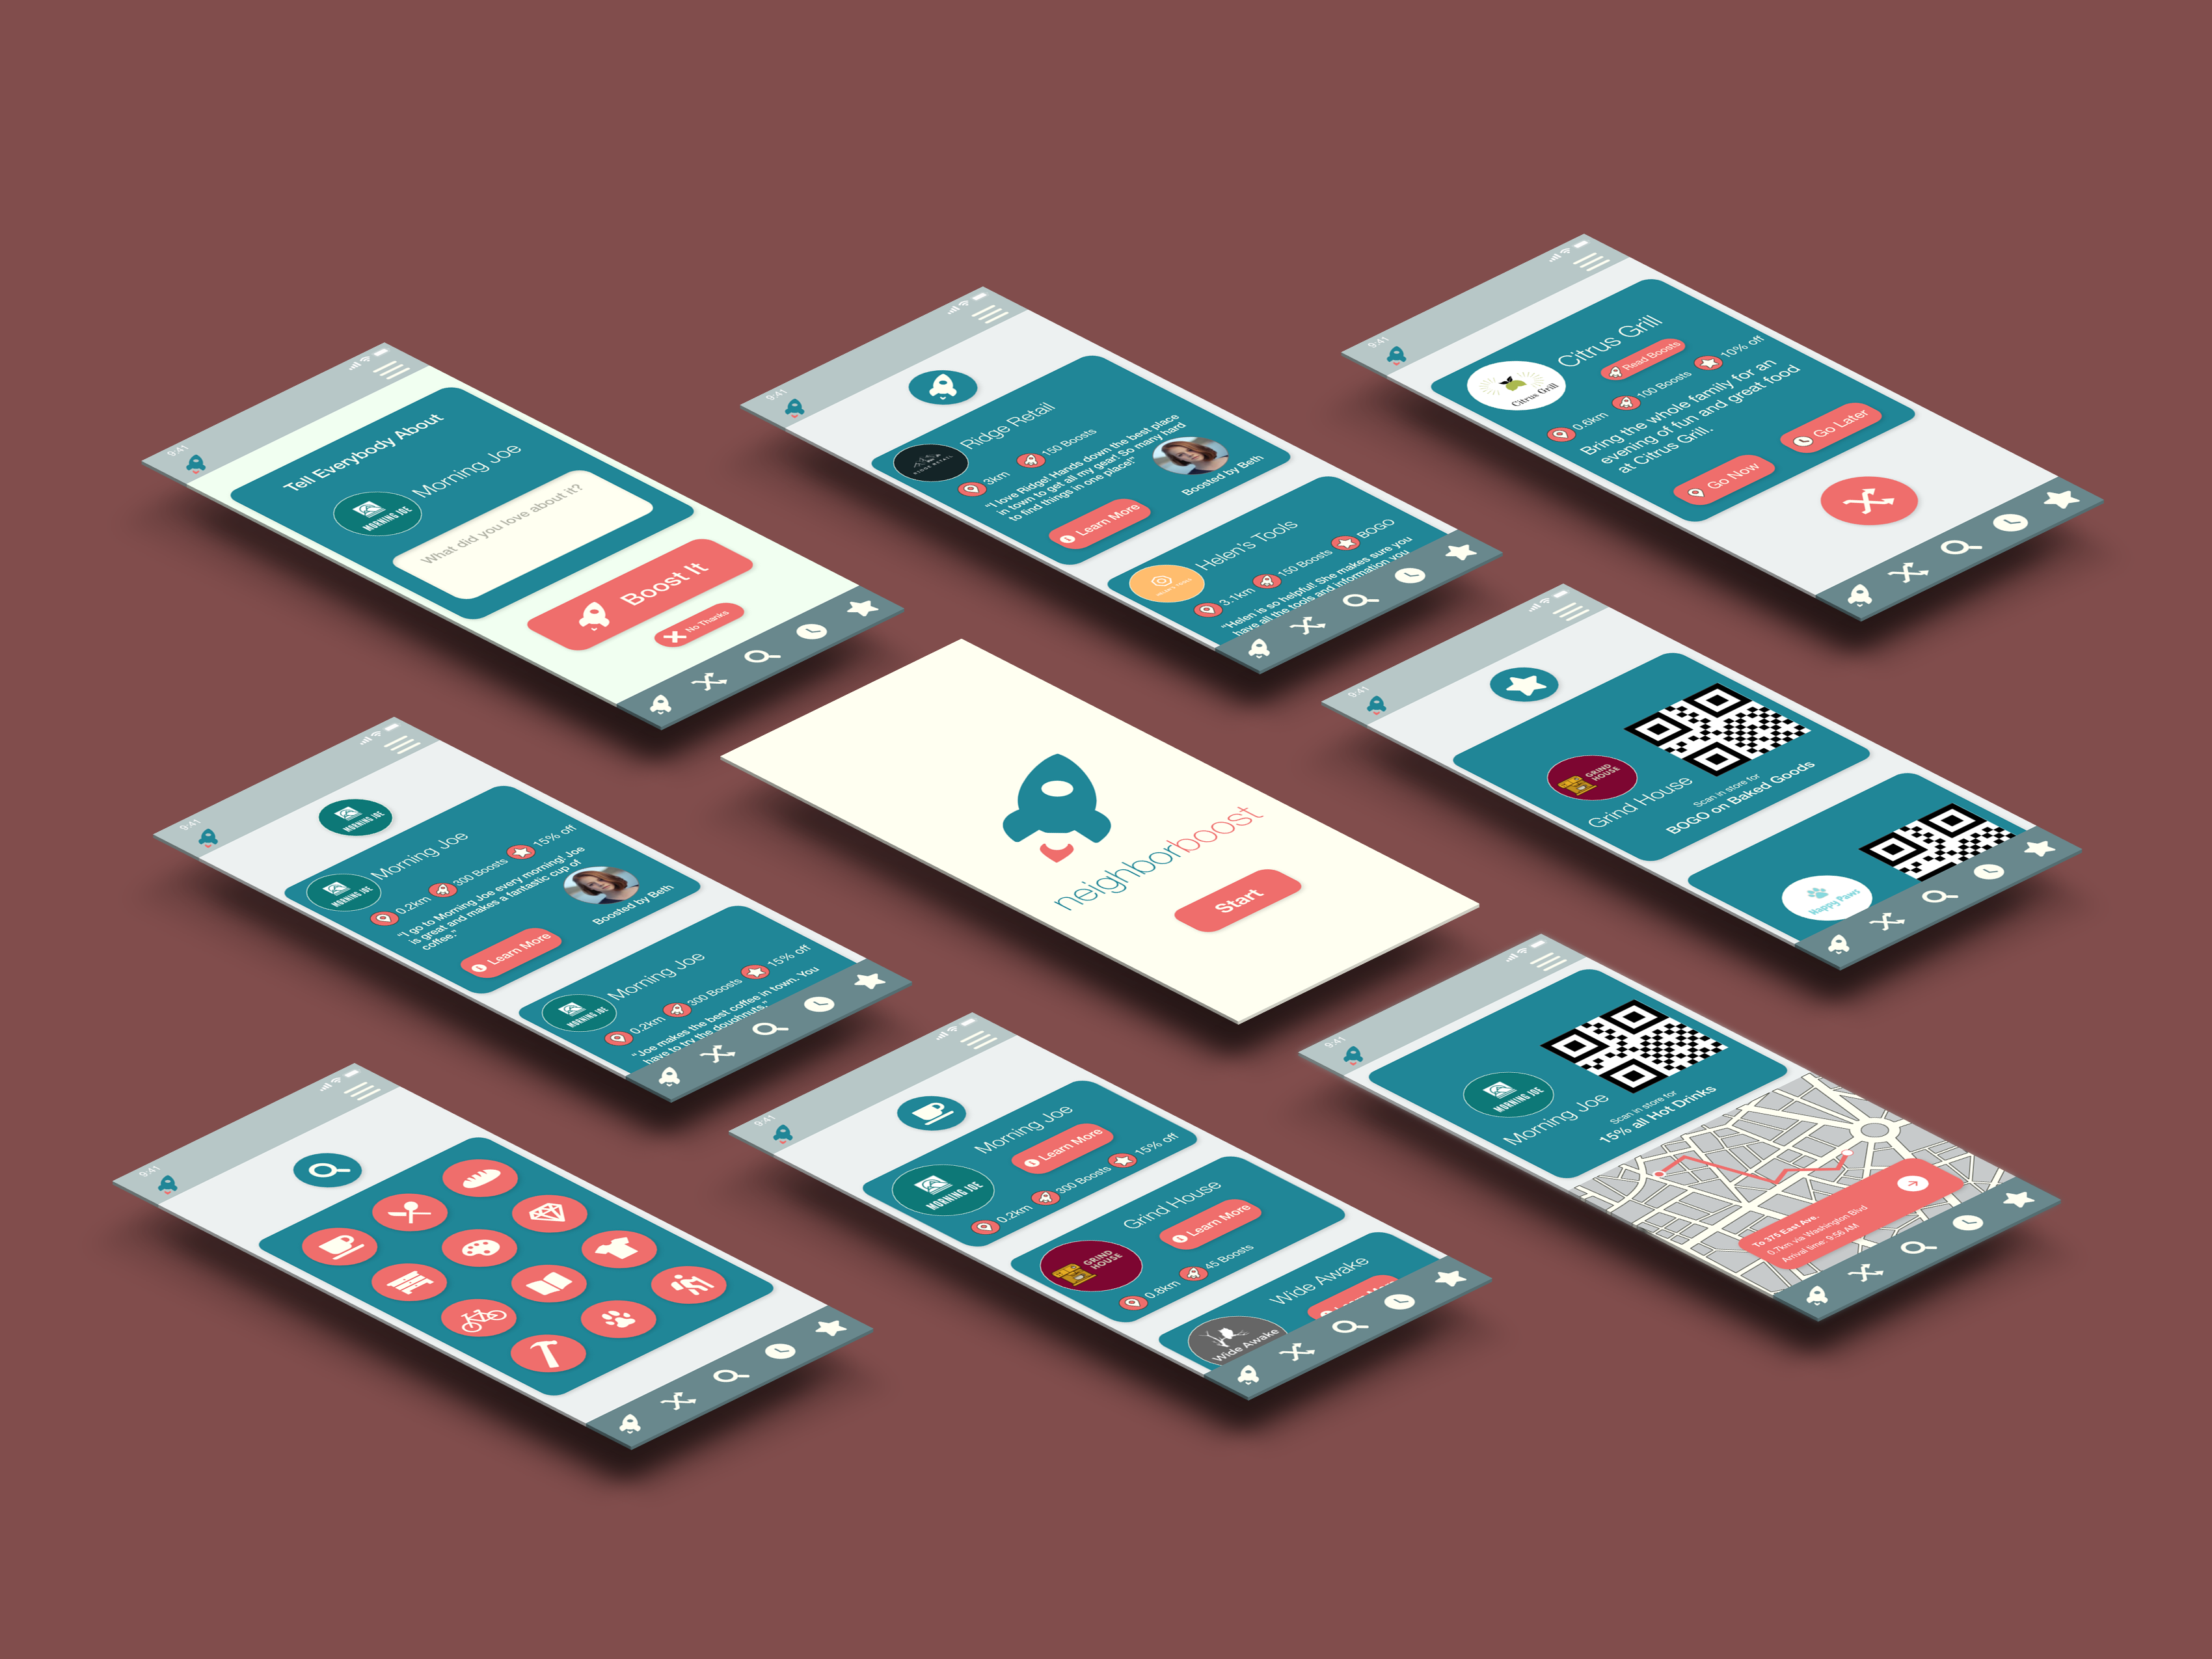 9:41
Tell Everybody About
MORNING JOE
Morning Joe
What did you love about it?
Boost It
No Thanks
9:41
RIDGE RETAIL
Ridge Retail
3km
150 Boosts
"I love Ridge! Hands down the best place
in town to get all my gear! So many hard
to find things in one place!"
Boosted by Beth
Learn More
Helen's Tools
3.1km
150 Boosts
BOGO
"Helen is so helpful! She makes sure you
have all the tools and information you
9:41
Citrus Grill
Citrus Grill
Read Boosts
0.6km
100 Boosts
10% off
Bring the whole family for an
evening of fun and great food
at Citrus Grill.
Go Now
Go Later
9:41
MORNING JOE
MORNING JOE
Morning Joe
0.2km
300 Boosts
15% off
"I go to Morning Joe every morning! Joe
is great and makes a fantastic cup of
coffee."
Boosted by Beth
Learn More
MORNING JOE
Morning Joe
0.2km
300 Boosts
15% off
"Joe makes the best coffee in town. You
have to try the doughnuts."
neighborboost
Start
9:41
GRIND
HOUSE
Grind House
Scan in store for
BOGO on Baked Goods
Happy Paws
9:41
9:41
MORNING JOE
Morning Joe
Learn More
0.2km
300 Boosts
15% off
GRIND
HOUSE
Grind House
Learn More
0.8km
45 Boosts
Wide Awake
Wide Awake
9:41
MORNING JOE
Morning Joe
Scan in store for
15% all Hot Drinks
To 375 East Ave.
0.7km via Washington Blvd
Arrival time: 9:56 AM